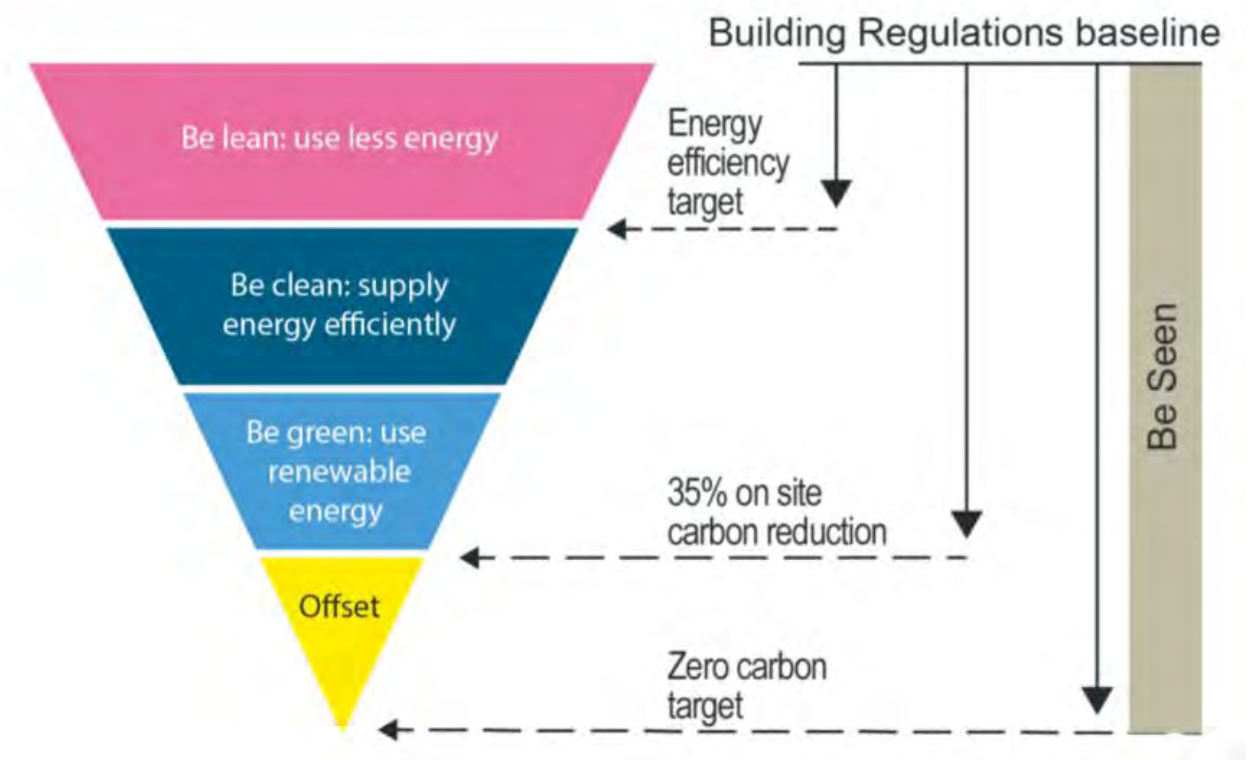 Building Regulations baseline
Be lean: use less energy
Energy
efficiency
target
Be clean: supply
energy efficiently
Be Seen
Be green: use
renewable
energy
35% on site
carbon reduction
Offset
Zero carbon
target